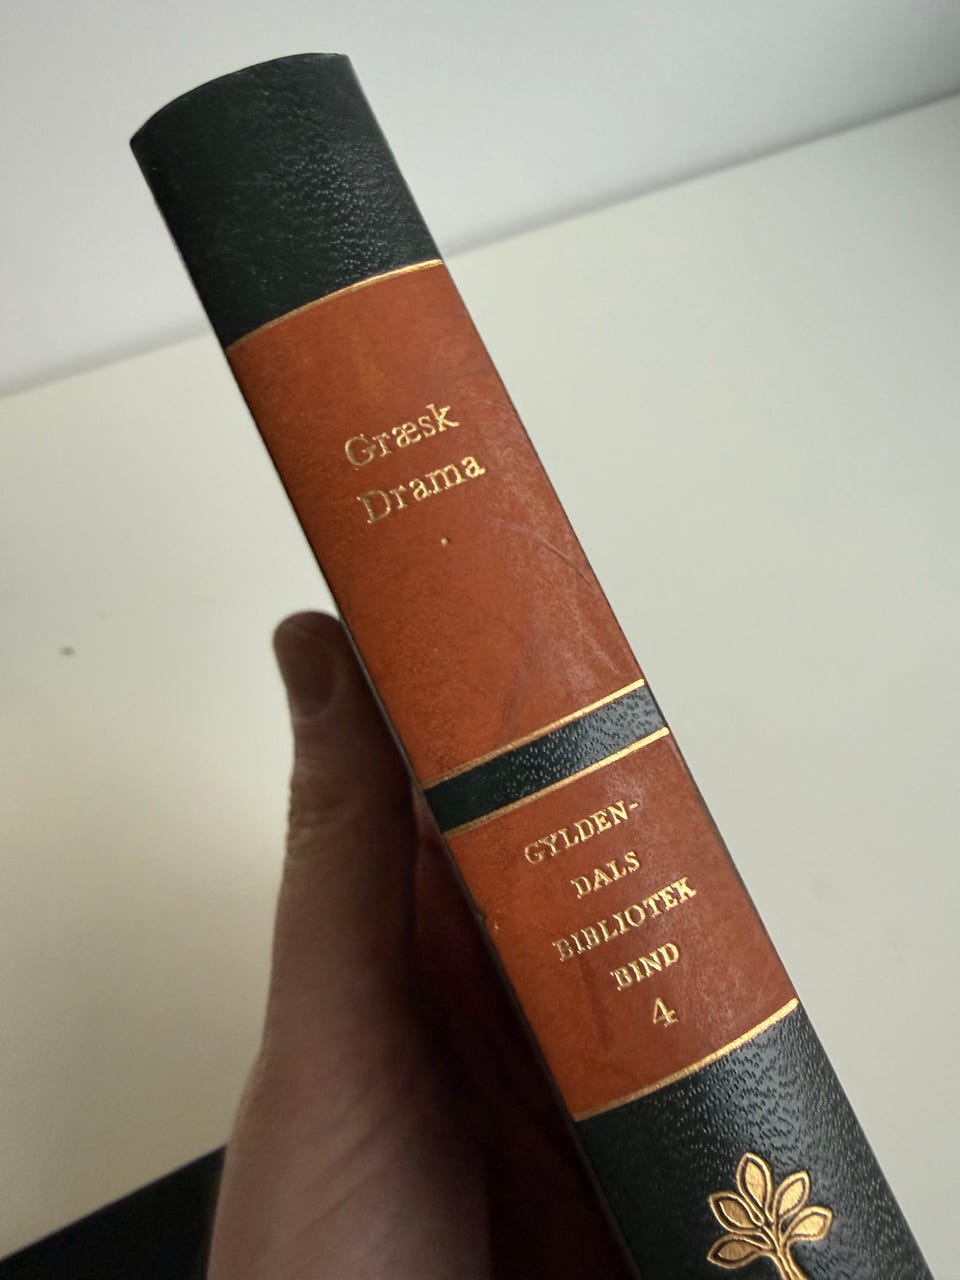 Græsk
Drama
GYLDEN-
DALS
BIBLIOTEK
BIND
4